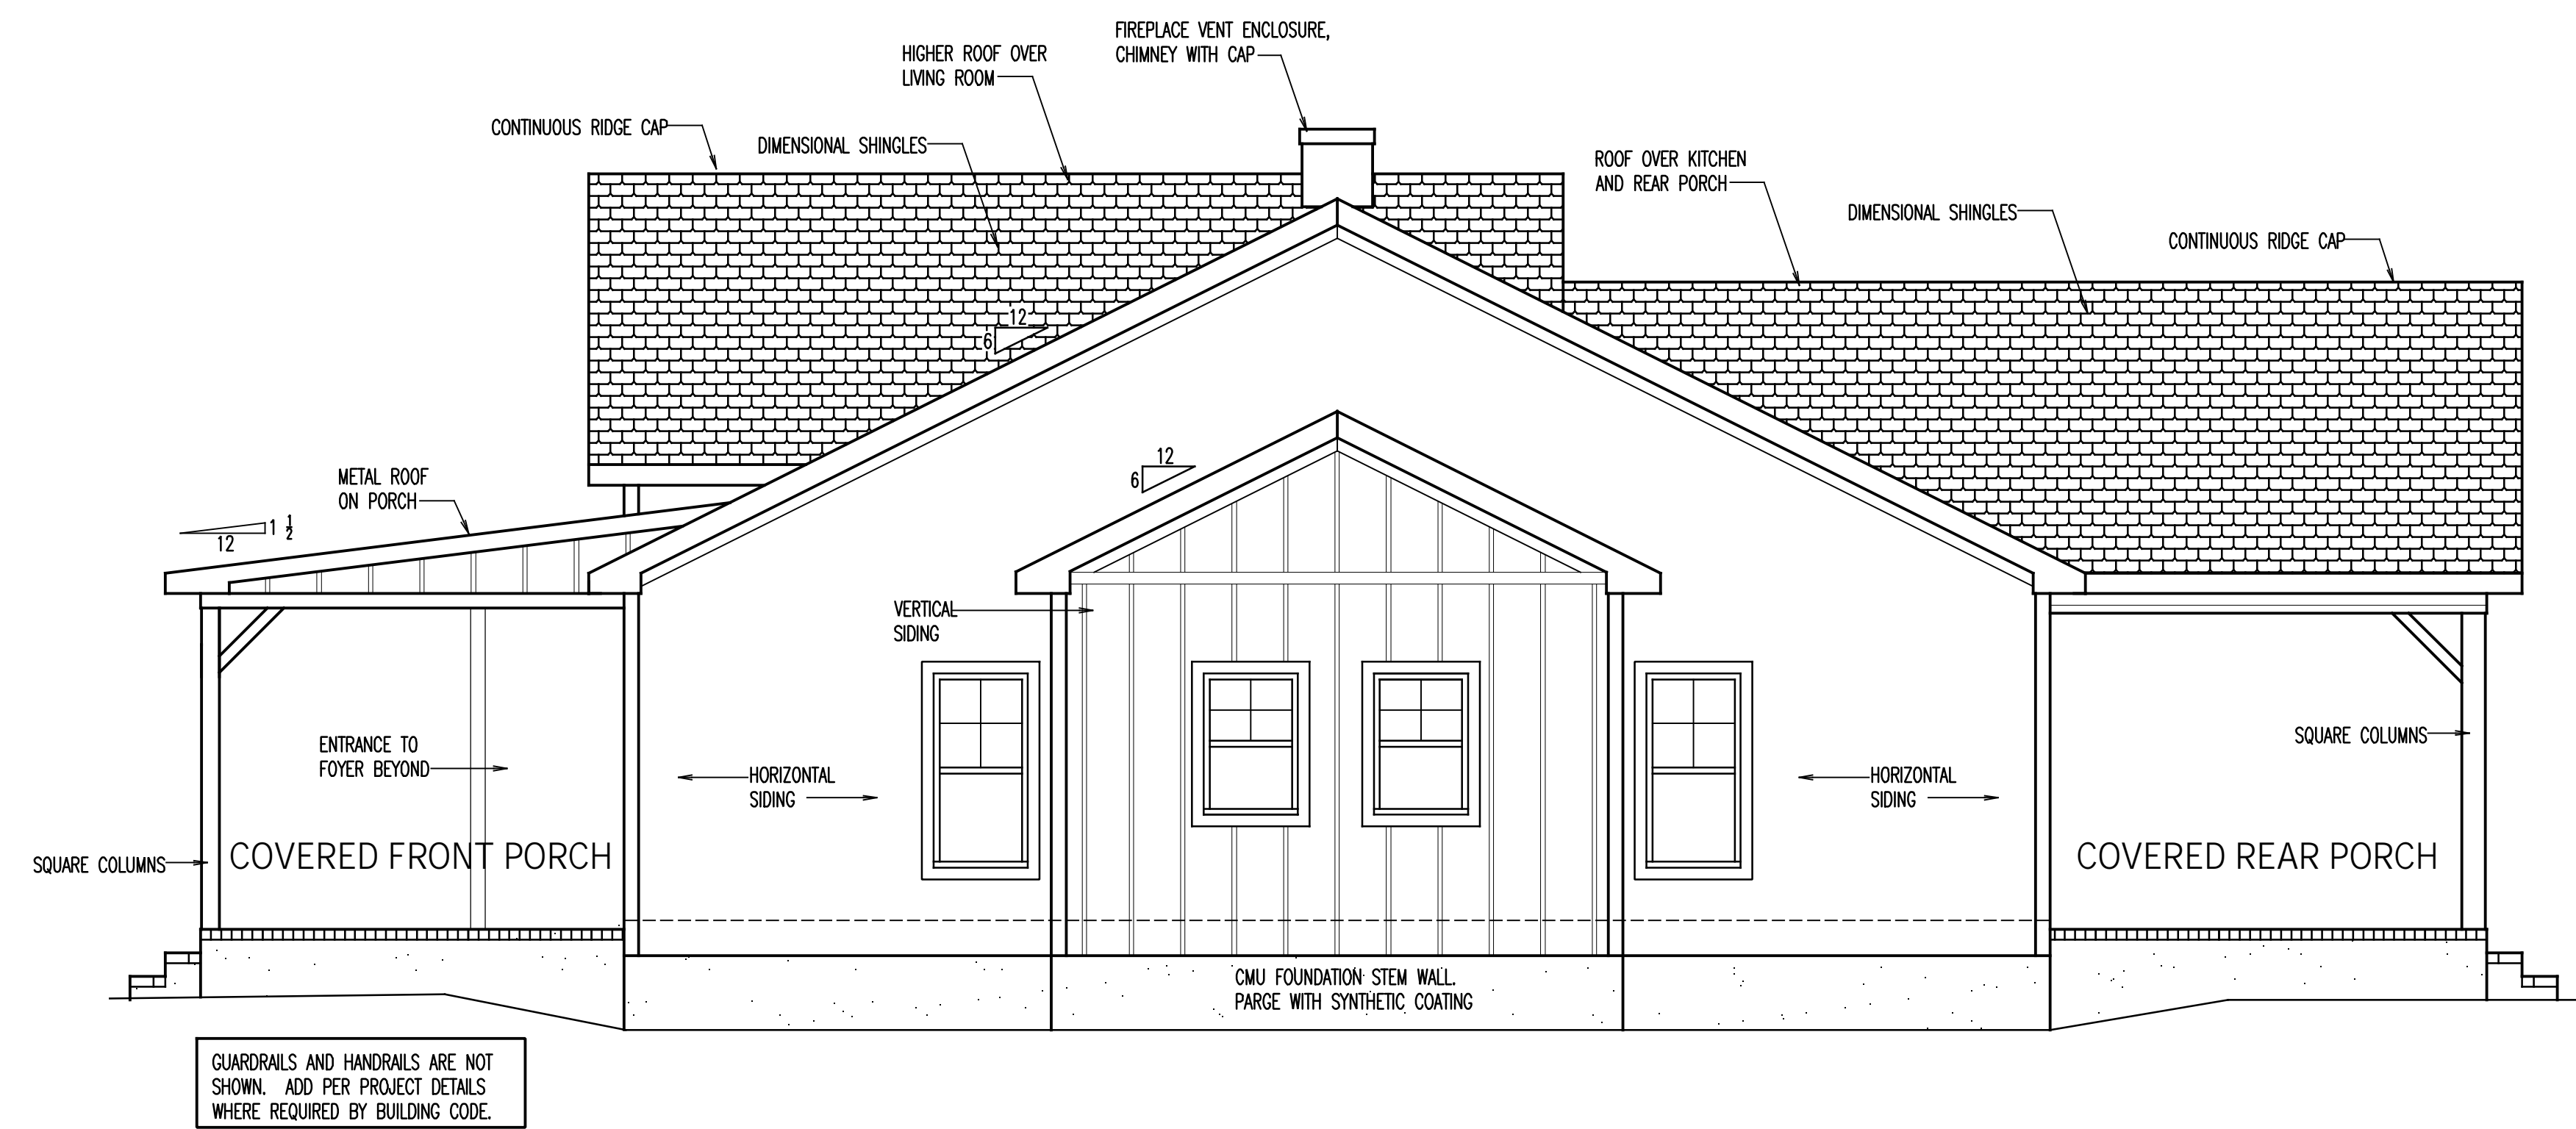 FIREPLACE VENT ENCLOSURE,
CHIMNEY WITH CAP
HIGHER ROOF OVER
LIVING ROOM
CONTINUOUS RIDGE CAP
DIMENSIONAL SHINGLES
ROOF OVER KITCHEN
AND REAR PORCH
DIMENSIONAL SHINGLES
CONTINUOUS RIDGE CAP
12
6
12
6
METAL ROOF
ON PORCH
1 1/2
12
VERTICAL
SIDING
ENTRANCE TO
FOYER BEYOND
HORIZONTAL
SIDING
HORIZONTAL
SIDING
SQUARE COLUMNS
SQUARE COLUMNS
COVERED FRONT PORCH
COVERED REAR PORCH
CMU FOUNDATION STEM WALL.
PARGE WITH SYNTHETIC COATING
GUARDRAILS AND HANDRAILS ARE NOT
SHOWN. ADD PER PROJECT DETAILS
WHERE REQUIRED BY BUILDING CODE.